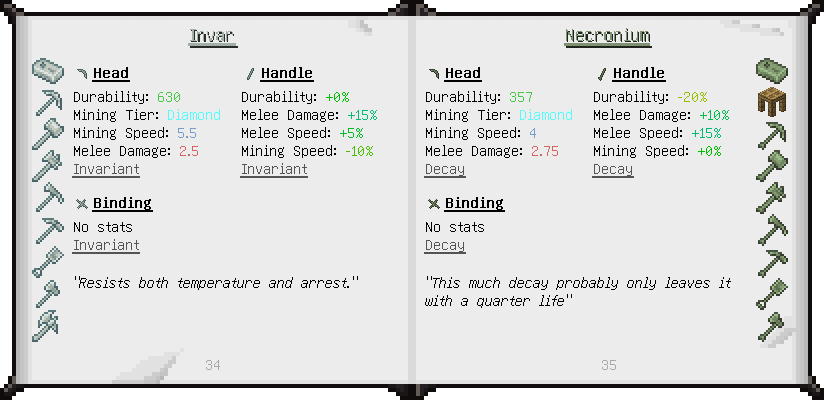 Invar
Head
Durability: 630
Mining Tier: Diamond
Mining Speed: 5.5
Melee Damage: 2.5
Invariant
Handle
Durability: +0%
Melee Damage: +15%
Melee Speed: +5%
Mining Speed: -10%
Invariant
Binding
No stats
Invariant
"Resists both temperature and arrest."
34
Necronium
Head
Durability: 357
Mining Tier: Diamond
Mining Speed: 4
Melee Damage: 2.75
Decay
Handle
Durability: -20%
Melee Damage: +10%
Melee Speed: +15%
Mining Speed: +0%
Decay
Binding
No stats
Decay
"This much decay probably only leaves it
with a quarter life"
35